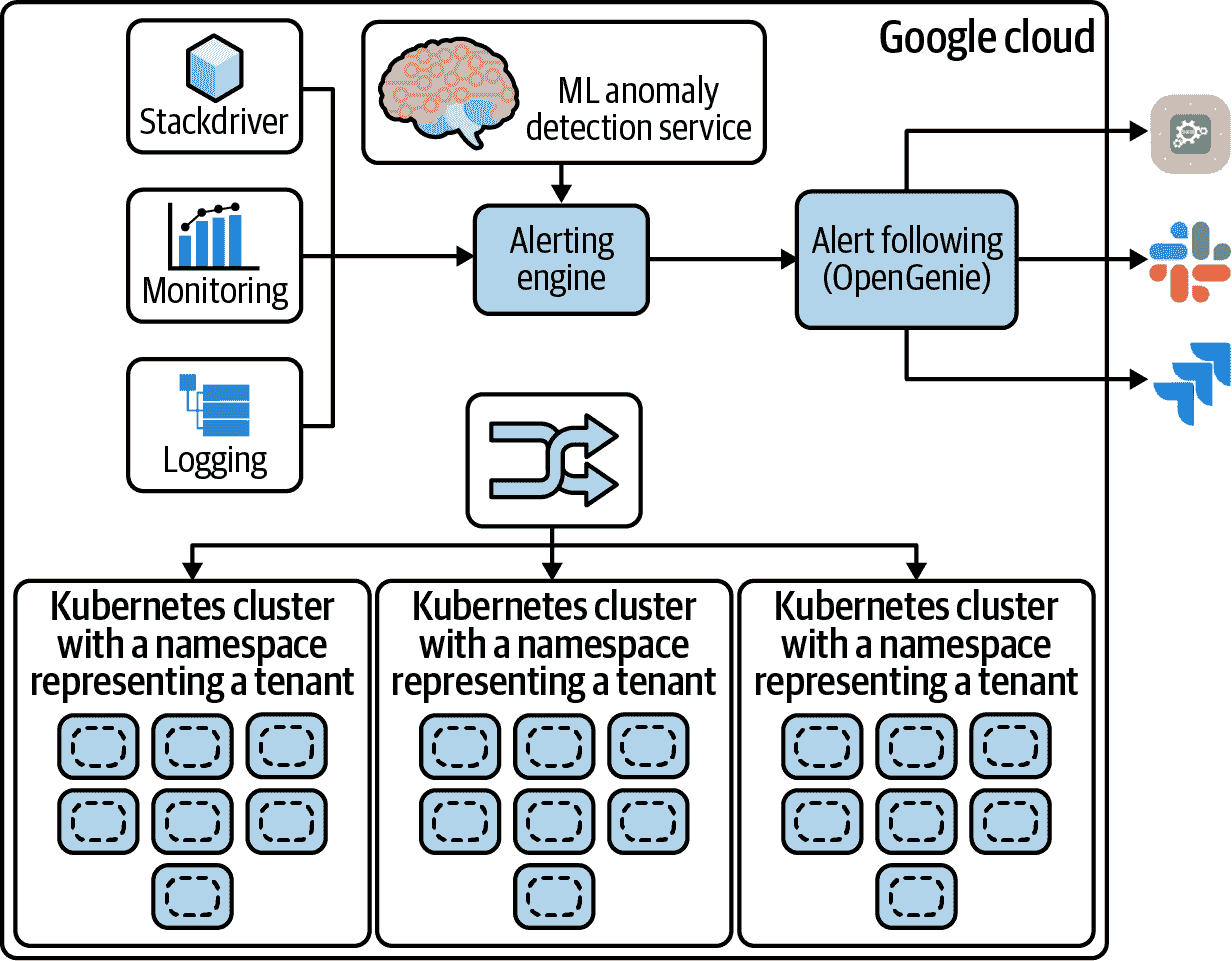 Google cloud
Stackdriver
ML anomaly
detection service
Monitoring
Alerting
engine
Alert following
(OpenGenie)
Logging
Kubernetes cluster
with a namespace
representing a tenant
Kubernetes cluster
with a namespace
representing a tenant
Kubernetes cluster
with a namespace
representing a tenant